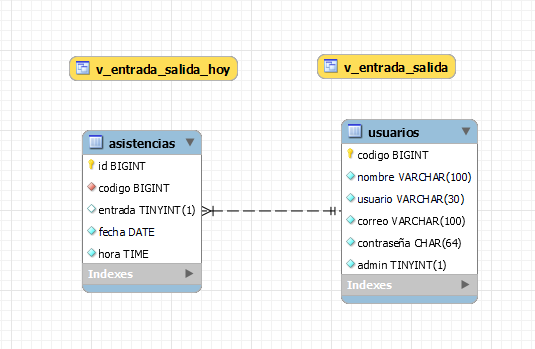 v_entrada_salida_hoy
v_entrada_salida
asistencias
id BIGINT
codigo BIGINT
entrada TINYINT(1)
fecha DATE
hora TIME
Indexes
usuarios
codigo BIGINT
nombre VARCHAR(100)
usuario VARCHAR(30)
correo VARCHAR(100)
contraseña CHAR(64)
admin TINYINT(1)
Indexes